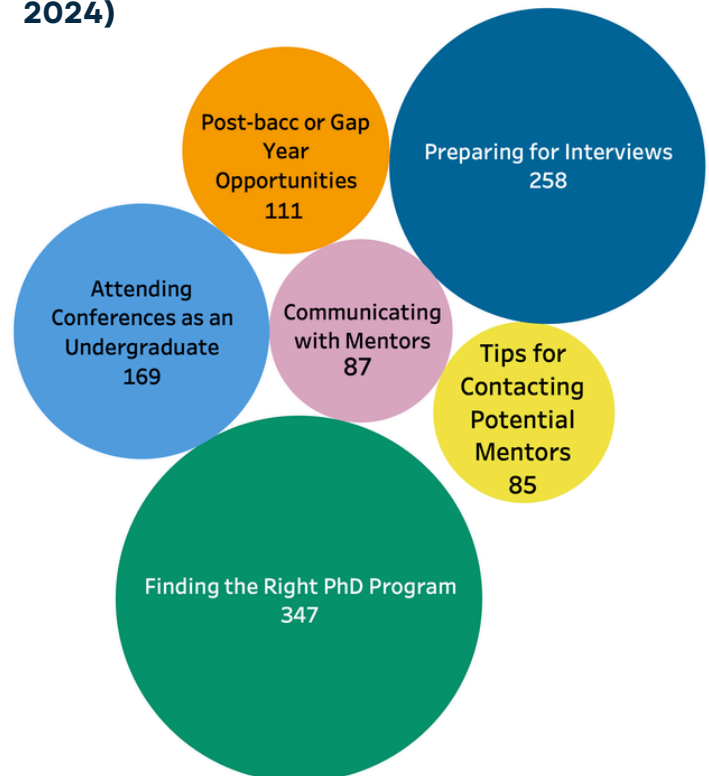 2024)
Post-bacc or Gap
Year
Opportunities
111
Preparing for Interviews
258
Attending
Conferences as an
Undergraduate
169
Communicating
with Mentors
87
Tips for
Contacting
Potential
Mentors
85
Finding the Right PhD Program
347